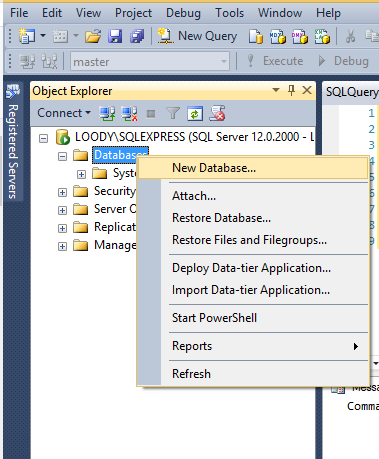 File Edit View Project Debug Tools Window Help
New Query
master Execute Debug
Registered Servers
Object Explorer
SQLQuery
Connect
LOODY\SQLEXPRESS (SQL Server 12.0.2000 - L
Databases
Syste
Security
Server O
Replicat
Manage
New Database...
Attach...
Restore Database...
Restore Files and Filegroups...
Deploy Data-tier Application...
Import Data-tier Application...
Start PowerShell
Reports
Refresh
1
2
3
4
5
6
7
8
9
Messa
Comma